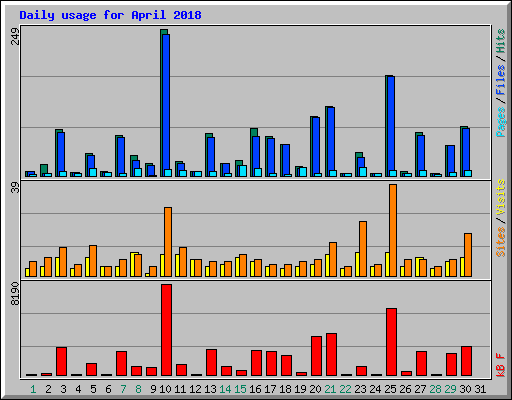 Daily usage for April 2018
249
39
8190
Pages / Files / Hits
Sites / Visits
kB F
1 2 3 4 5 6 7 8 9 10 11 12 13 14 15 16 17 18 19 20 21 22 23 24 25 26 27 28 29 30 31